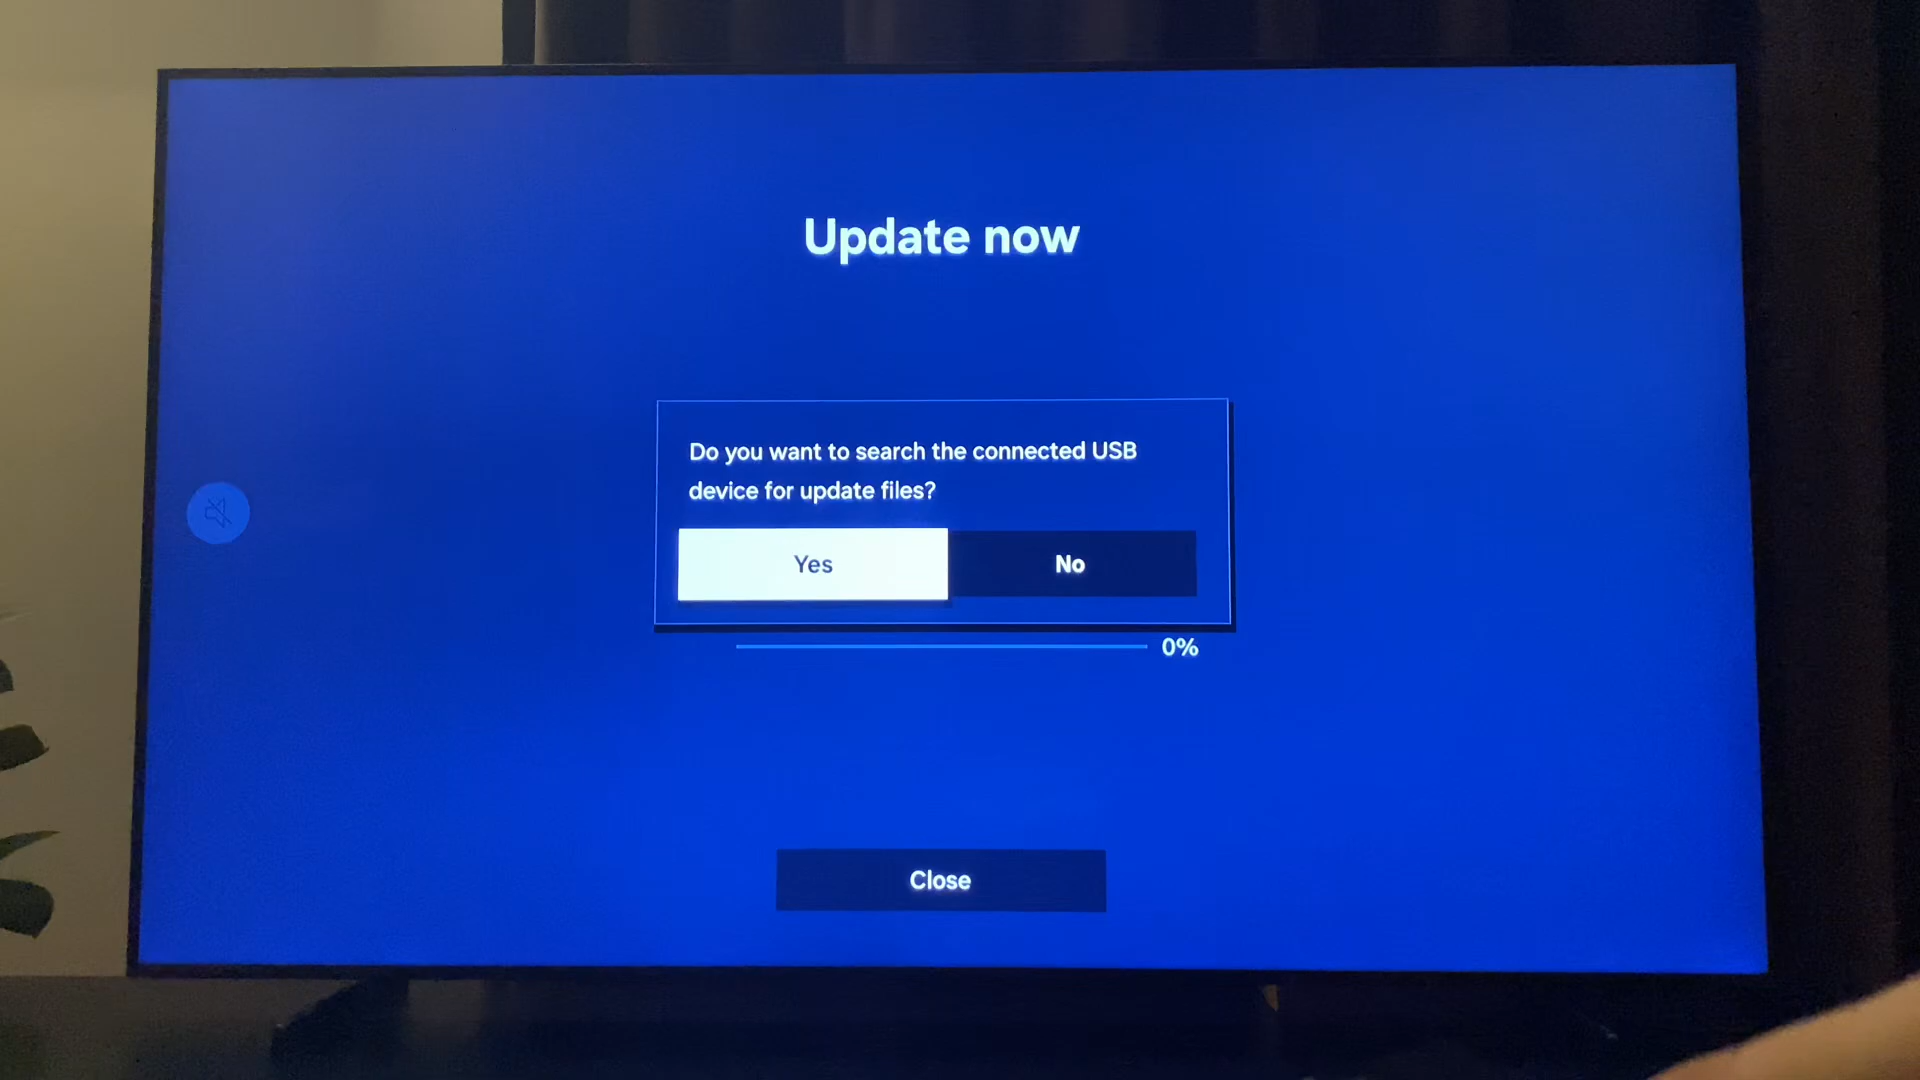 Update now
Do you want to search the connected USB
device for update files?
Yes
No
0%
Close